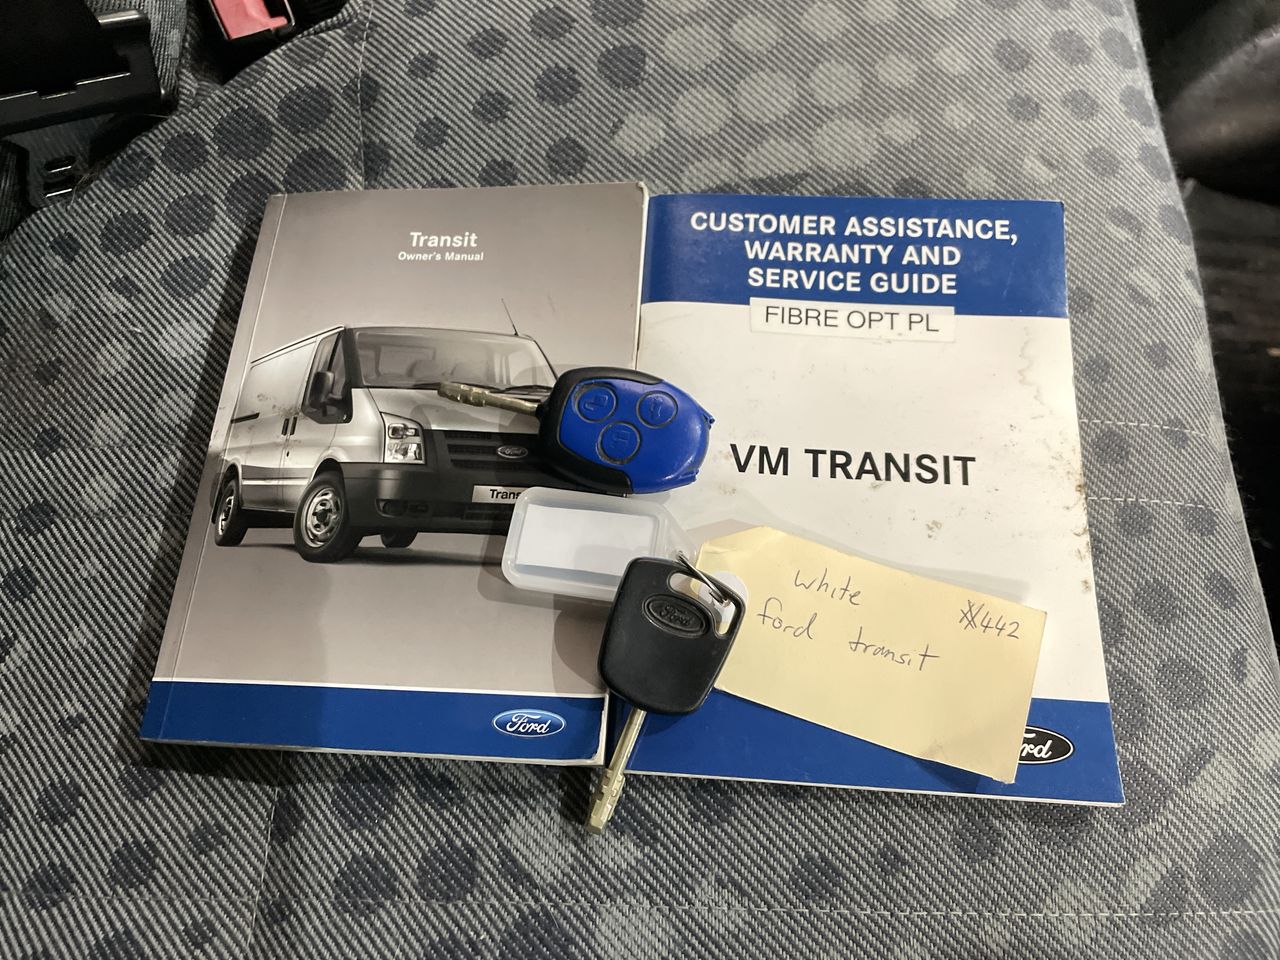 Transit
Owner's Manual
Ford
Ford
CUSTOMER ASSISTANCE,
WARRANTY AND
SERVICE GUIDE
FIBRE OPT PL
VM TRANSIT
Ford
white
ford transit
442